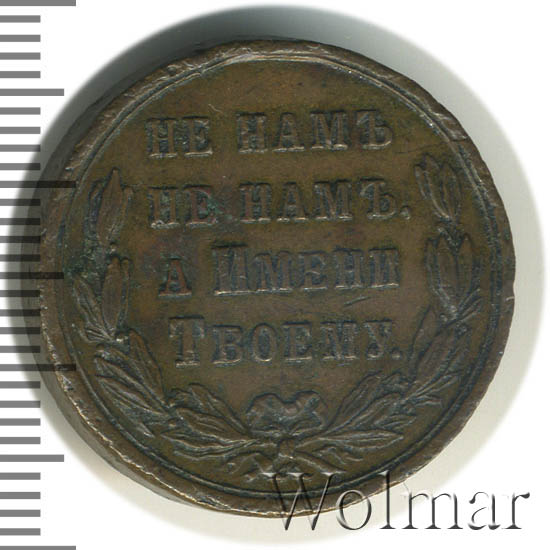 НЕ НАМЪ
НЕ НАМЪ.
А ИМЕНИ
ТВОЕМУ.
Wolmar